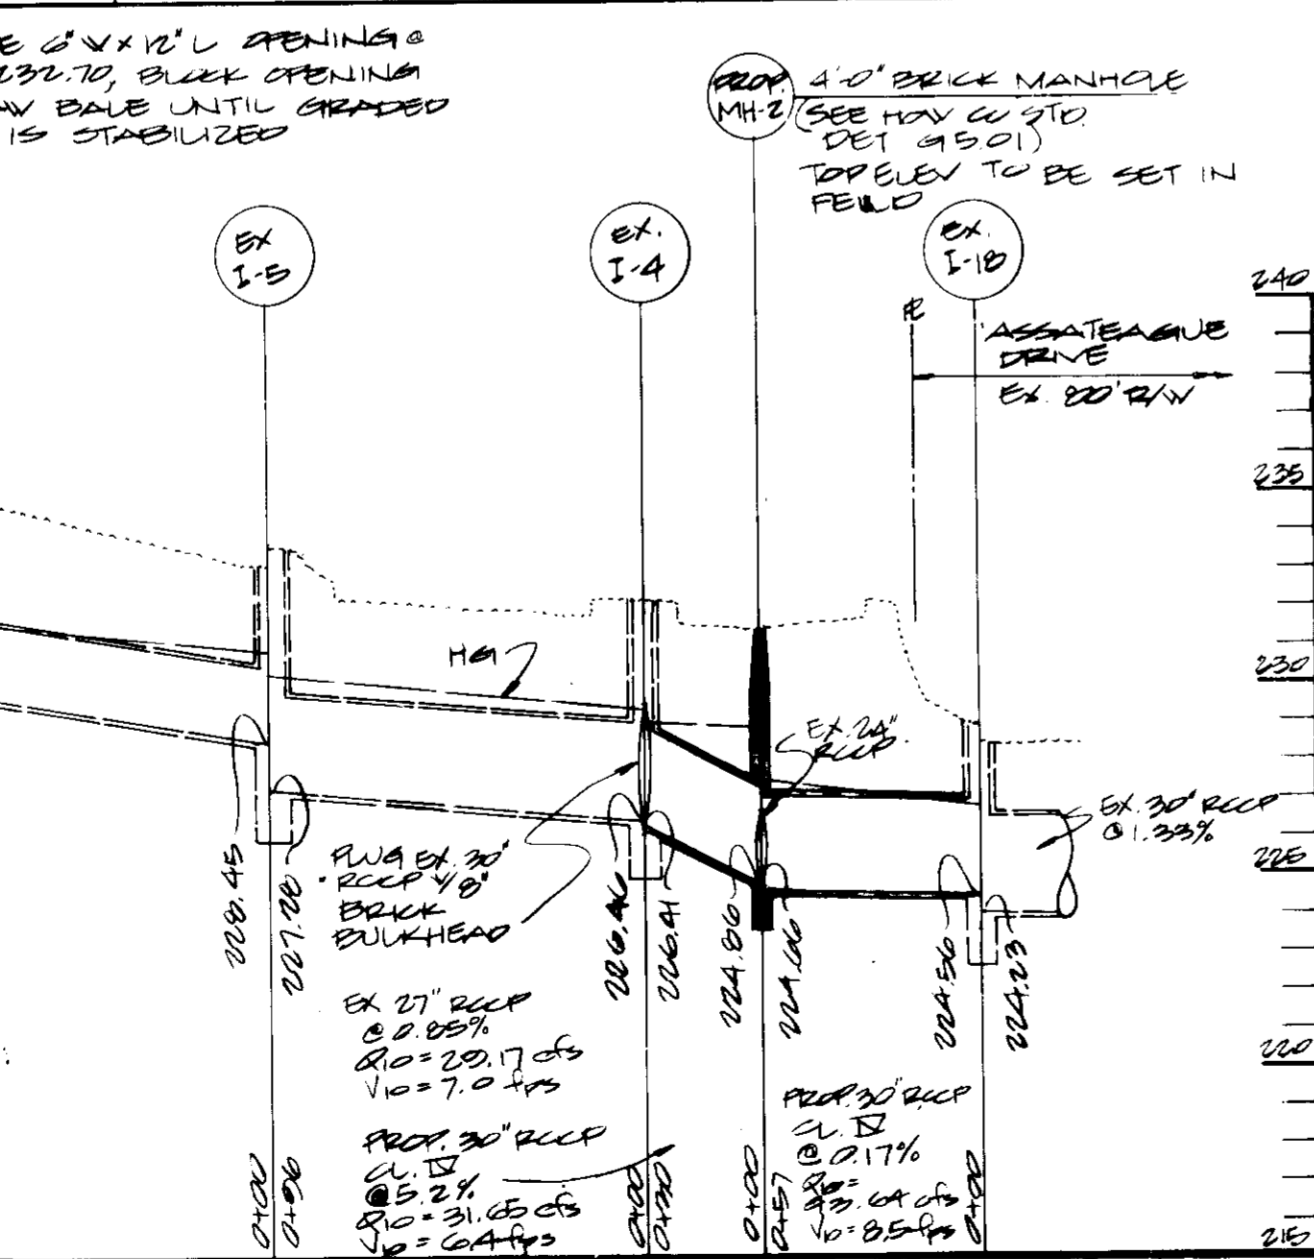 E 6" W X 12" L OPENING @
232.70, BLOCK OPENING
AW BALE UNTIL GRADED
IS STABILIZED
PROP.
MH-2
4'-0" BRICK MANHOLE
(SEE HOW CO STD.
DET G5.01)
TOP ELEV TO BE SET IN
FEILD
EX
I-5
EX.
I-4
EX.
I-18
ASSATEAGUE
DRIVE
EX. 80' R/W
240
235
230
225
220
215
HG
EX. 24"
RCCP
EX. 30" RCCP
@ 1.33%
PLUG EX. 30"
RCCP W/8"
BRICK
BULKHEAD
228.45
227.28
226.46
226.41
224.86
224.66
224.56
224.23
EX 27" RCCP
@ 0.85%
Q10 = 29.17 cfs
V10 = 7.0 fps
PROP. 30" RCCP
CL. IV
@ 5.2%
Q10 = 31.65 cfs
V10 = 6.4 fps
PROP. 30" RCCP
CL. IV
@ 0.17%
Q10 =
43.64 cfs
V10 = 8.5 fps
0+00
0+96
0+00
0+30
0+00
0+57
0+00